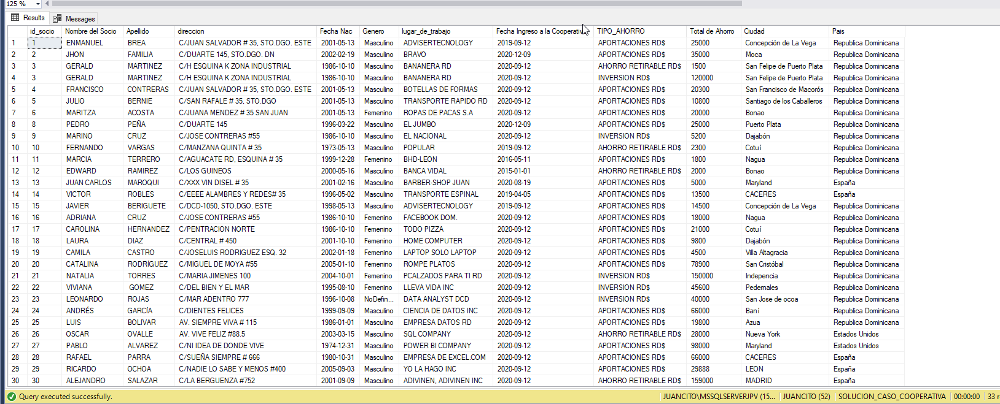 125 %
Results Messages
id_socio Nombre del Socio Apellido direccion Fecha Nac Genero lugar_de_trabajo Fecha Ingreso a la Cooperativ TIPO_AHORRO Total de Ahorro Ciudad Pais
1 1 ENMANUEL BREA C/JUAN SALVADOR # 35, STO.DGO. ESTE 2001-05-13 Masculino ADVISERTECNOLOGY 2019-09-12 APORTACIONES RD$ 25000 Concepción de La Vega Republica Dominicana
2 2 JHON FAMILIA C/DUARTE 145, STO.DGO. DN 2002-02-19 Masculino BRAVO 2020-12-09 APORTACIONES RD$ 35000 Moca Republica Dominicana
3 3 GERALD MARTINEZ C/H ESQUINA K ZONA INDUSTRIAL 1986-10-10 Masculino BANANERA RD 2020-09-12 AHORRO RETIRABLE RD$ 1500 San Felipe de Puerto Plata Republica Dominicana
4 3 GERALD MARTINEZ C/H ESQUINA K ZONA INDUSTRIAL 1986-10-10 Masculino BANANERA RD 2020-09-12 INVERSION RD$ 120000 San Felipe de Puerto Plata Republica Dominicana
5 4 FRANCISCO CONTRERAS C/JUAN SALVADOR # 35, STO.DGO. ESTE 2001-05-13 Masculino BOTELLAS DE FORMAS 2020-09-12 APORTACIONES RD$ 20300 San Francisco de Macorós Republica Dominicana
6 5 JULIO BERNIE C/SAN RAFALE # 35, STO.DGO 2001-05-13 Masculino TRANSPORTE RAPIDO RD 2020-09-12 APORTACIONES RD$ 10800 Santiago de los Caballeros Republica Dominicana
7 6 MARITZA ACOSTA C/JUANA MENDEZ # 35 SAN JUAN 2001-05-13 Femenino ROPAS DE PACAS S.A 2020-09-12 APORTACIONES RD$ 20000 Bonao Republica Dominicana
8 8 PEDRO PEÑA C/DUARTE 145 1996-03-22 Masculino EL JUMBO 2020-12-09 APORTACIONES RD$ 25000 Puerto Plata Republica Dominicana
9 9 MARINO CRUZ C/JOSE CONTRERAS #55 1986-10-10 Masculino EL NACIONAL 2020-09-12 INVERSION RD$ 5200 Dajabón Republica Dominicana
10 10 FERNANDO VARGAS C/MANZANA QUINTA # 35 1973-05-13 Masculino POPULAR 2019-09-12 AHORRO RETIRABLE RD$ 2300 Cotuí Republica Dominicana
11 11 MARCIA TERRERO C/AGUACATE RD, ESQUINA # 35 1999-12-28 Femenino BHD-LEON 2016-05-11 APORTACIONES RD$ 1800 Nagua Republica Dominicana
12 12 EDWARD RAMIREZ C/LOS GUINEOS 2000-05-16 Masculino BANCA VIDAL 2015-01-01 AHORRO RETIRABLE RD$ 2000 Bonao Republica Dominicana
13 13 JUAN CARLOS MAROQUI C/XXX VIN DISEL # 35 2001-02-16 Masculino BARBER-SHOP JUAN 2020-08-19 APORTACIONES RD$ 5000 Maryland España
14 14 VICTOR ROBLES C/EEEE ALAMBRES Y REDES# 35 1996-05-02 Masculino TRANSPORTE ESPINAL 2019-04-05 APORTACIONES RD$ 13500 CACERES España
15 15 JAVIER BERIGUETE C/DCD-1050, STO.DGO. ESTE 1998-05-13 Masculino ADVISERTECNOLOGY 2019-09-12 APORTACIONES RD$ 14500 Concepción de La Vega Republica Dominicana
16 16 ADRIANA CRUZ C/JOSE CONTRERAS #55 1986-10-10 Femenino FACEBOOK DOM. 2020-09-12 APORTACIONES RD$ 18000 Nagua Republica Dominicana
17 17 CAROLINA HERNANDEZ C/PENTRACION NORTE 1986-10-10 Femenino TODO PIZZA 2020-09-12 APORTACIONES RD$ 21000 Cotuí Republica Dominicana
18 18 LAURA DIAZ C/CENTRAL # 450 2001-10-10 Femenino HOME COMPUTER 2020-09-12 APORTACIONES RD$ 9800 Dajabón Republica Dominicana
19 19 CAMILA CASTRO C/JOSELUIS RODRIGUEZ ESQ. 32 2002-01-18 Femenino LAPTOP SOLO LAPTOP 2020-09-12 APORTACIONES RD$ 4500 Villa Altagracia Republica Dominicana
20 20 CATALINA RODRÍGUEZ C/MIGUEL DE MOYA #55 2005-01-10 Femenino ROMPE PLATOS 2020-09-12 APORTACIONES RD$ 78900 San Cristóbal Republica Dominicana
21 21 NATALIA TORRES C/MARIA JIMENES 100 2004-10-01 Femenino PCALZADOS PARA TI RD 2020-09-12 INVERSION RD$ 150000 Indepencia Republica Dominicana
22 22 VIVIANA GOMEZ C/DEL BIEN Y EL MAR 1995-08-10 Femenino LLEVA VIDA INC 2020-09-12 INVERSION RD$ 45600 Pedernales Republica Dominicana
23 23 LEONARDO ROJAS C/MAR ADENTRO 777 1996-10-08 NoDefin... DATA ANALYST DCD 2020-09-12 INVERSION RD$ 40000 San Jose de ocoa Republica Dominicana
24 24 ANDRÉS GARCÍA C/DIENTES FELICES 1999-09-09 Masculino CIENCIA DE DATOS INC 2020-09-12 APORTACIONES RD$ 66000 Baní Republica Dominicana
25 25 LUIS BOLÍVAR AV. SIEMPRE VIVA # 115 1986-01-01 Masculino EMPRESA DATOS RD 2020-09-12 APORTACIONES RD$ 19800 Azua Republica Dominicana
26 26 OSCAR OVALLE AV. VIVE FELIZ #88.5 2003-03-15 Masculino SQL COMPANY 2020-09-12 AHORRO RETIRABLE RD$ 28000 Nueva York Estados Unidos
27 27 PABLO ALVAREZ C/NI IDEA DE DONDE VIVE 1974-12-31 Masculino POWER BI COMPANY 2020-09-12 APORTACIONES RD$ 98000 Maryland Estados Unidos
28 28 RAFAEL PARRA C/SUEÑA SIEMPRE # 666 1980-10-31 Masculino EMPRESA DE EXCEL.COM 2020-09-12 APORTACIONES RD$ 66000 CACERES España
29 29 RICARDO OCHOA C/NADIE LO SABE Y MENOS #400 2005-09-03 Masculino YO LA HAGO INC 2020-09-12 APORTACIONES RD$ 29888 LEON España
30 30 ALEJANDRO SALAZAR C/LA BERGUENZA #752 2001-09-09 Masculino ADIVINEN, ADIVINEN INC 2020-09-12 AHORRO RETIRABLE RD$ 159000 MADRID España
Query executed successfully. JUANCITO\MSSQLSERVERJPV (15... JUANCITO (52) SOLUCION_CASO_COOPERATIVA 00:00:00 33 r